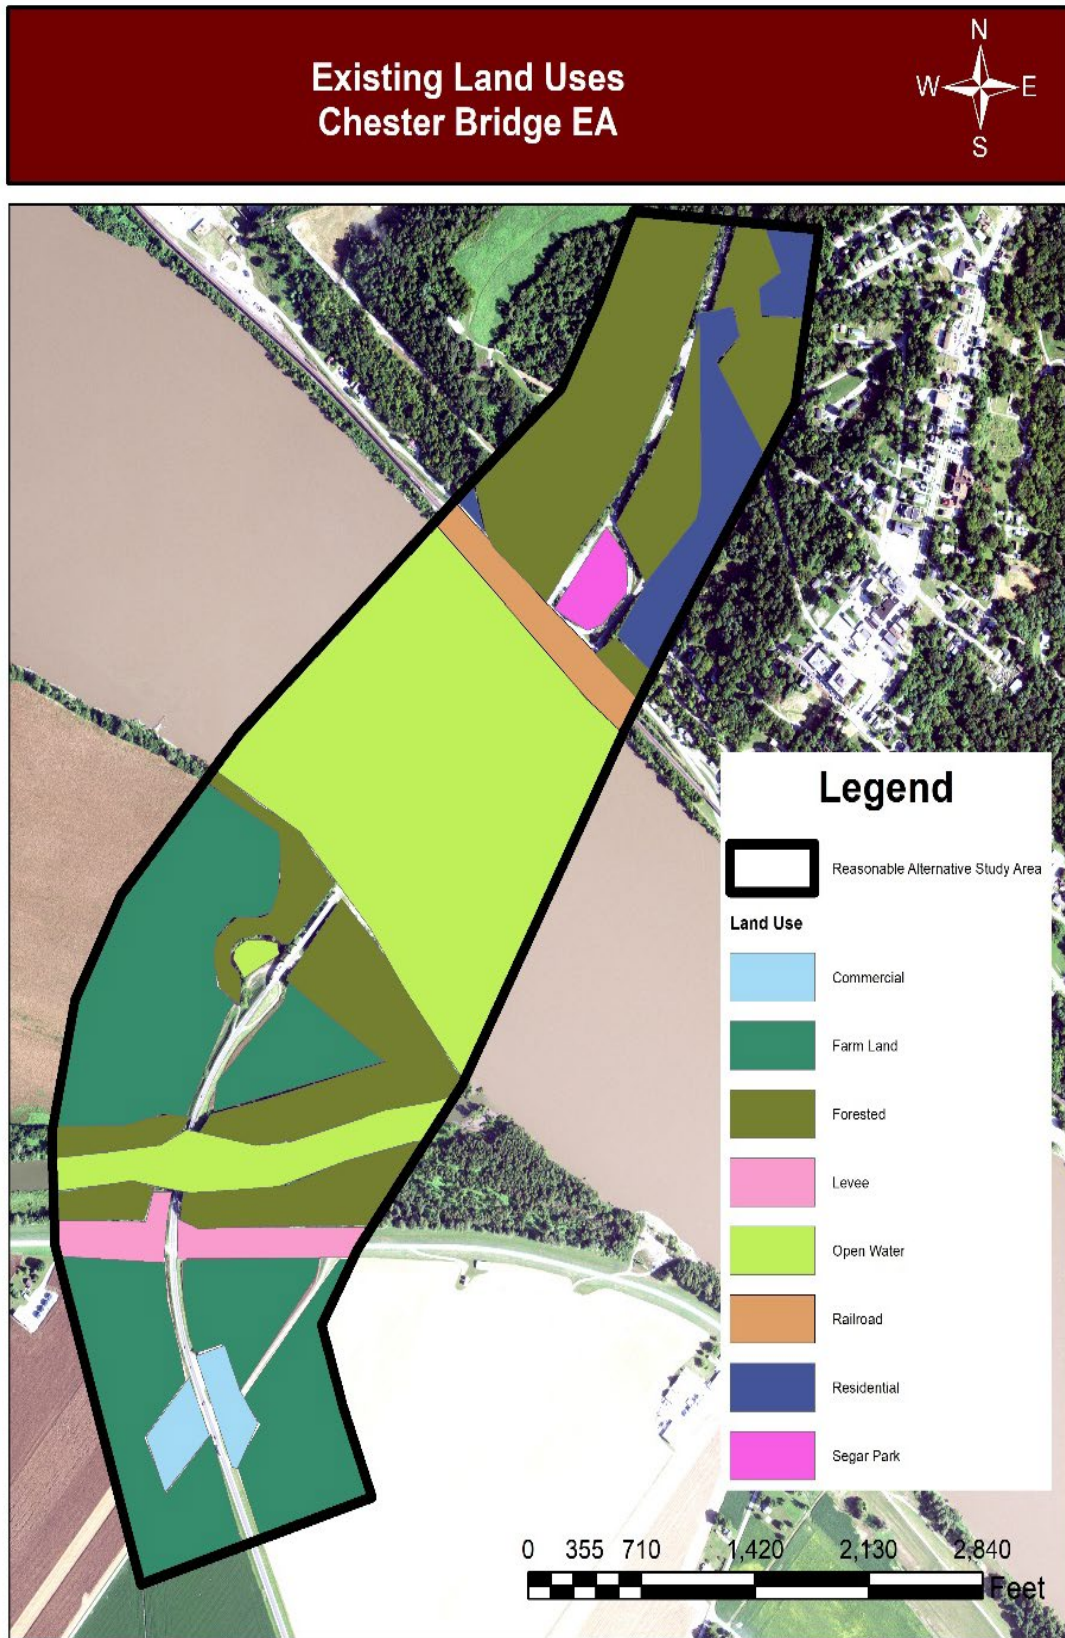 Existing Land Uses
Chester Bridge EA
N
W E
S
Legend
Reasonable Alternative Study Area
Land Use
Commercial
Farm Land
Forested
Levee
Open Water
Railroad
Residential
Segar Park
0 355 710 1,420 2,130 2,840
Feet